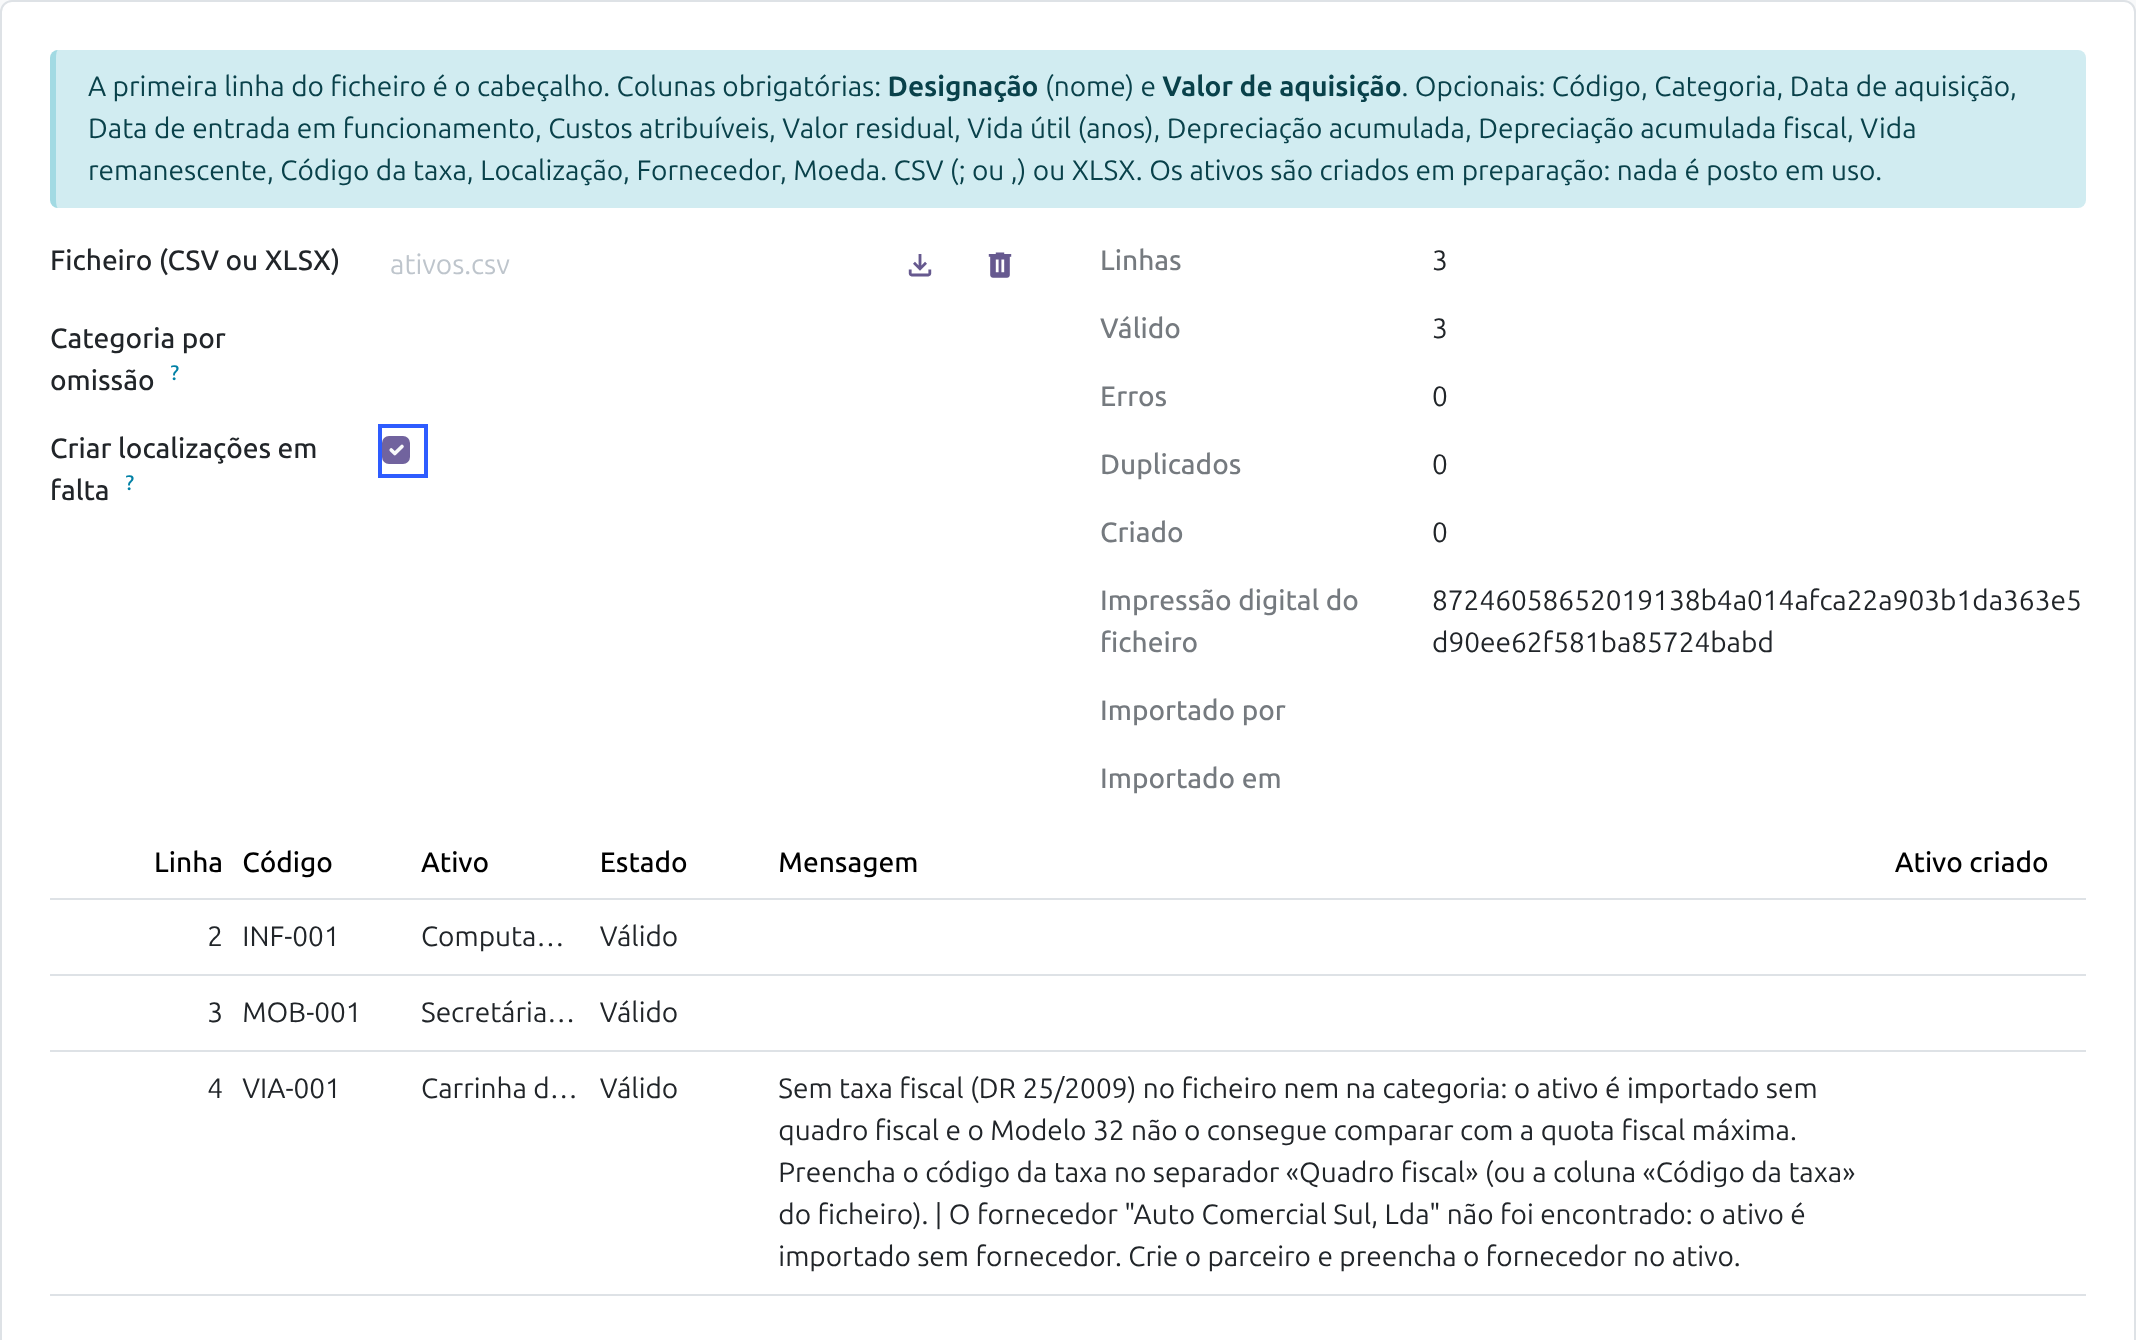 A primeira linha do ficheiro é o cabeçalho. Colunas obrigatórias: Designação (nome) e Valor de aquisição. Opcionais: Código, Categoria, Data de aquisição,
Data de entrada em funcionamento, Custos atribuíveis, Valor residual, Vida útil (anos), Depreciação acumulada, Depreciação acumulada fiscal, Vida
remanescente, Código da taxa, Localização, Fornecedor, Moeda. CSV (; ou ,) ou XLSX. Os ativos são criados em preparação: nada é posto em uso.
Ficheiro (CSV ou XLSX) ativos.csv
Categoria por
omissão ?
Criar localizações em
falta ?
Linhas 3
Válido 3
Erros 0
Duplicados 0
Criado 0
Impressão digital do 87246058652019138b4a014afca22a903b1da363e5
ficheiro d90ee62f581ba85724babd
Importado por
Importado em
Linha Código Ativo Estado Mensagem Ativo criado
2 INF-001 Computa... Válido
3 MOB-001 Secretária... Válido
4 VIA-001 Carrinha d... Válido Sem taxa fiscal (DR 25/2009) no ficheiro nem na categoria: o ativo é importado sem
quadro fiscal e o Modelo 32 não o consegue comparar com a quota fiscal máxima.
Preencha o código da taxa no separador «Quadro fiscal» (ou a coluna «Código da taxa»
do ficheiro). | O fornecedor "Auto Comercial Sul, Lda" não foi encontrado: o ativo é
importado sem fornecedor. Crie o parceiro e preencha o fornecedor no ativo.